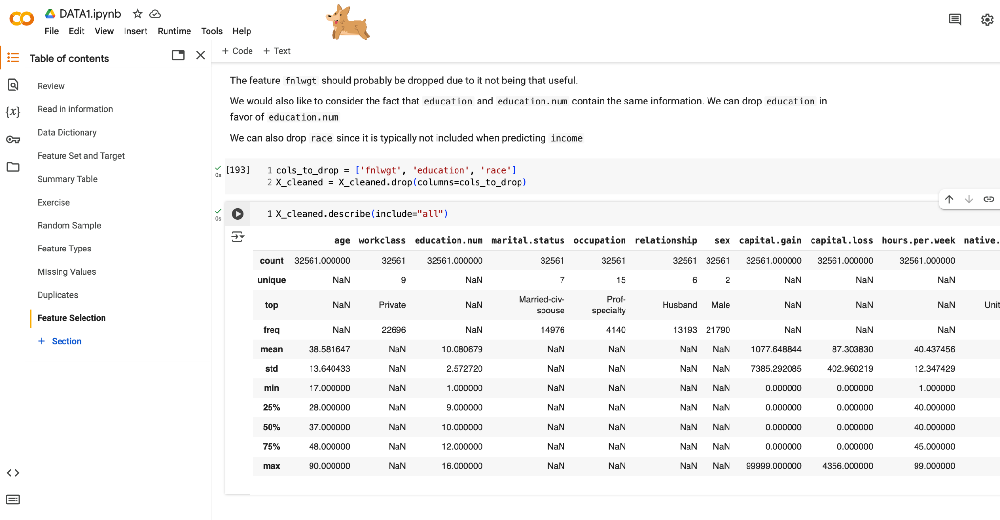 DATA1.ipynb
File Edit View Insert Runtime Tools Help
Table of contents
Review
Read in information
Data Dictionary
Feature Set and Target
Summary Table
Exercise
Random Sample
Feature Types
Missing Values
Duplicates
Feature Selection
+ Section
+ Code + Text
The feature fnlwgt should probably be dropped due to it not being that useful.
We would also like to consider the fact that education and education.num contain the same information. We can drop education in
favor of education.num
We can also drop race since it is typically not included when predicting income
0s
[193]
1 cols_to_drop = ['fnlwgt', 'education', 'race']
2 X_cleaned = X_cleaned.drop(columns=cols_to_drop)
0s
1 X_cleaned.describe(include="all")
age workclass education.num marital.status occupation relationship sex capital.gain capital.loss hours.per.week native.
count 32561.000000 32561 32561.000000 32561 32561 32561 32561 32561.000000 32561.000000 32561.000000
unique NaN 9 NaN 7 15 6 2 NaN NaN NaN
top NaN Private NaN Married-civ-spouse Prof-specialty Husband Male NaN NaN NaN Unit
freq NaN 22696 NaN 14976 4140 13193 21790 NaN NaN NaN
mean 38.581647 NaN 10.080679 NaN NaN NaN NaN 1077.648844 87.303830 40.437456
std 13.640433 NaN 2.572720 NaN NaN NaN NaN 7385.292085 402.960219 12.347429
min 17.000000 NaN 1.000000 NaN NaN NaN NaN 0.000000 0.000000 1.000000
25% 28.000000 NaN 9.000000 NaN NaN NaN NaN 0.000000 0.000000 40.000000
50% 37.000000 NaN 10.000000 NaN NaN NaN NaN 0.000000 0.000000 40.000000
75% 48.000000 NaN 12.000000 NaN NaN NaN NaN 0.000000 0.000000 45.000000
max 90.000000 NaN 16.000000 NaN NaN NaN NaN 99999.000000 4356.000000 99.000000